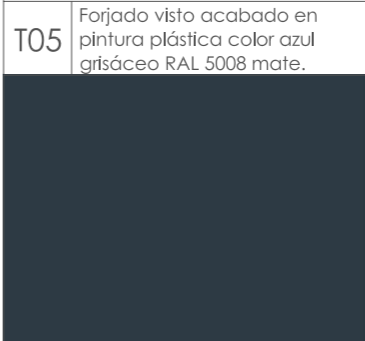 T05
Forjado visto acabado en
pintura plástica color azul
grisáceo RAL 5008 mate.